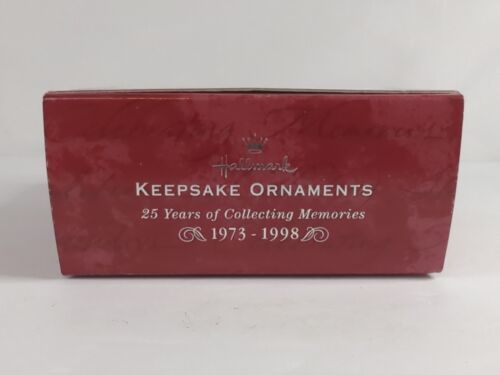 Hallmark
KEEPSAKE ORNAMENTS
25 Years of Collecting Memories
1973 - 1998